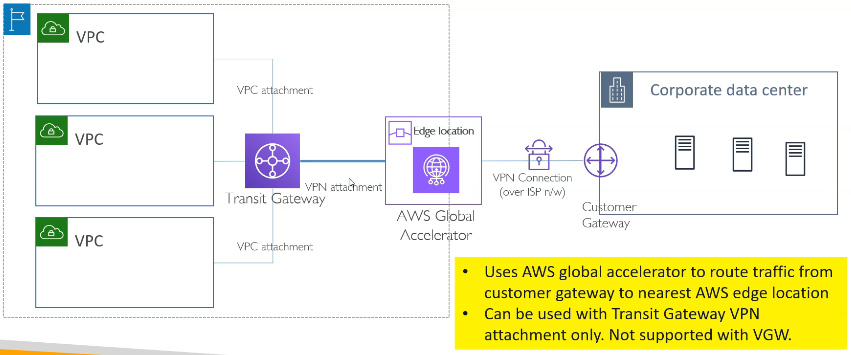 VPC
VPC attachment
Corporate data center
VPC
Edge location
VPN attachment
Transit Gateway
VPN Connection
(over ISP n/w)
AWS Global
Accelerator
Customer
Gateway
VPC
VPC attachment
• Uses AWS global accelerator to route traffic from
customer gateway to nearest AWS edge location
• Can be used with Transit Gateway VPN
attachment only. Not supported with VGW.